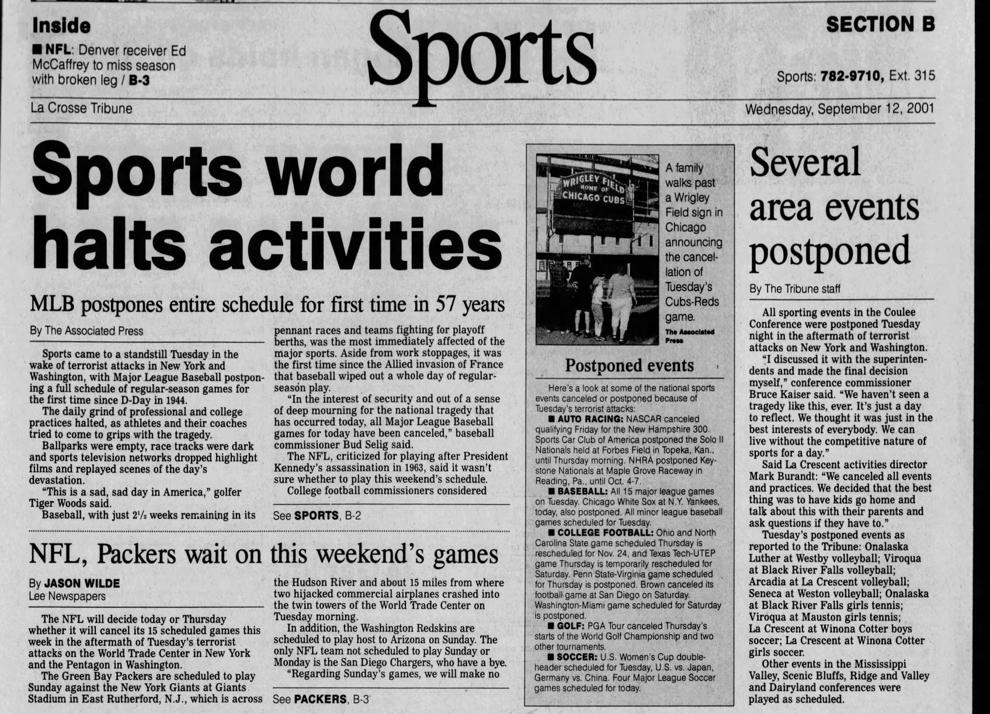 Inside
■ NFL: Denver receiver Ed
McCaffrey to miss season
with broken leg / B-3
Sports
SECTION B
Sports: 782-9710, Ext. 315
La Crosse Tribune
Wednesday, September 12, 2001
Sports world
halts activities
MLB postpones entire schedule for first time in 57 years
By The Associated Press
Sports came to a standstill Tuesday in the
wake of terrorist attacks in New York and
Washington, with Major League Baseball postpon-
ing a full schedule of regular-season games for
the first time since D-Day in 1944.
The daily grind of professional and college
practices halted, as athletes and their coaches
tried to come to grips with the tragedy.
Ballparks were empty, race tracks were dark
and sports television networks dropped highlight
films and replayed scenes of the day's
devastation.
"This is a sad, sad day in America," golfer
Tiger Woods said.
Baseball, with just 2½ weeks remaining in its
pennant races and teams fighting for playoff
berths, was the most immediately affected of the
major sports. Aside from work stoppages, it was
the first time since the Allied invasion of France
that baseball wiped out a whole day of regular-
season play.
"In the interest of security and out of a sense
of deep mourning for the national tragedy that
has occurred today, all Major League Baseball
games for today have been canceled," baseball
commissioner Bud Selig said.
The NFL, criticized for playing after President
Kennedy's assassination in 1963, said it wasn't
sure whether to play this weekend's schedule.
College football commissioners considered
See SPORTS, B-2
NFL, Packers wait on this weekend's games
By JASON WILDE
Lee Newspapers
The NFL will decide today or Thursday
whether it will cancel its 15 scheduled games this
week in the aftermath of Tuesday's terrorist
attacks on the World Trade Center in New York
and the Pentagon in Washington.
The Green Bay Packers are scheduled to play
Sunday against the New York Giants at Giants
Stadium in East Rutherford, N.J., which is across
the Hudson River and about 15 miles from where
two hijacked commercial airplanes crashed into
the twin towers of the World Trade Center on
Tuesday morning.
In addition, the Washington Redskins are
scheduled to play host to Arizona on Sunday. The
only NFL team not scheduled to play Sunday or
Monday is the San Diego Chargers, who have a bye.
"Regarding Sunday's games, we will make no
See PACKERS, B-3
WRIGLEY FIELD
HOME OF
CHICAGO CUBS
A family
walks past
a Wrigley
Field sign in
Chicago
announcing
the cancel-
lation of
Tuesday's
Cubs-Reds
game.
The Associated
Press
Postponed events
Here's a look at some of the national sports
events canceled or postponed because of
Tuesday's terrorist attacks:
■ AUTO RACING: NASCAR canceled
qualifying Friday for the New Hampshire 300.
Sports Car Club of America postponed the Solo II
Nationals held at Forbes Field in Topeka, Kan.,
until Thursday morning. NHRA postponed Key-
stone Nationals at Maple Grove Raceway in
Reading, Pa., until Oct. 4-7.
■ BASEBALL: All 15 major league games
on Tuesday. Chicago White Sox at N.Y. Yankees,
today, also postponed. All minor league baseball
games scheduled for Tuesday.
■ COLLEGE FOOTBALL: Ohio and North
Carolina State game scheduled Thursday is
rescheduled for Nov. 24, and Texas Tech-UTEP
game Thursday is temporarily rescheduled for
Saturday. Penn State-Virginia game scheduled
for Thursday is postponed. Brown canceled its
football game at San Diego on Saturday.
Washington-Miami game scheduled for Saturday
is postponed.
■ GOLF: PGA Tour canceled Thursday's
starts of the World Golf Championship and two
other tournaments.
■ SOCCER: U.S. Women's Cup double-
header scheduled for Tuesday, U.S. vs. Japan,
Germany vs. China. Four Major League Soccer
games scheduled for today.
Several
area events
postponed
By The Tribune staff
All sporting events in the Coulee
Conference were postponed Tuesday
night in the aftermath of terrorist
attacks on New York and Washington.
"I discussed it with the superinten-
dents and made the final decision
myself," conference commissioner
Bruce Kaiser said. "We haven't seen a
tragedy like this, ever. It's just a day
to reflect. We thought it was just in the
best interests of everybody. We can
live without the competitive nature of
sports for a day."
Said La Crescent activities director
Mark Burandt: "We canceled all events
and practices. We decided that the best
thing was to have kids go home and
talk about this with their parents and
ask questions if they have to."
Tuesday's postponed events as
reported to the Tribune: Onalaska
Luther at Westby volleyball; Viroqua
at Black River Falls volleyball;
Arcadia at La Crescent volleyball;
Seneca at Weston volleyball; Onalaska
at Black River Falls girls tennis;
Viroqua at Mauston girls tennis;
La Crescent at Winona Cotter boys
soccer; La Crescent at Winona Cotter
girls soccer.
Other events in the Mississippi
Valley, Scenic Bluffs, Ridge and Valley
and Dairyland conferences were
played as scheduled.